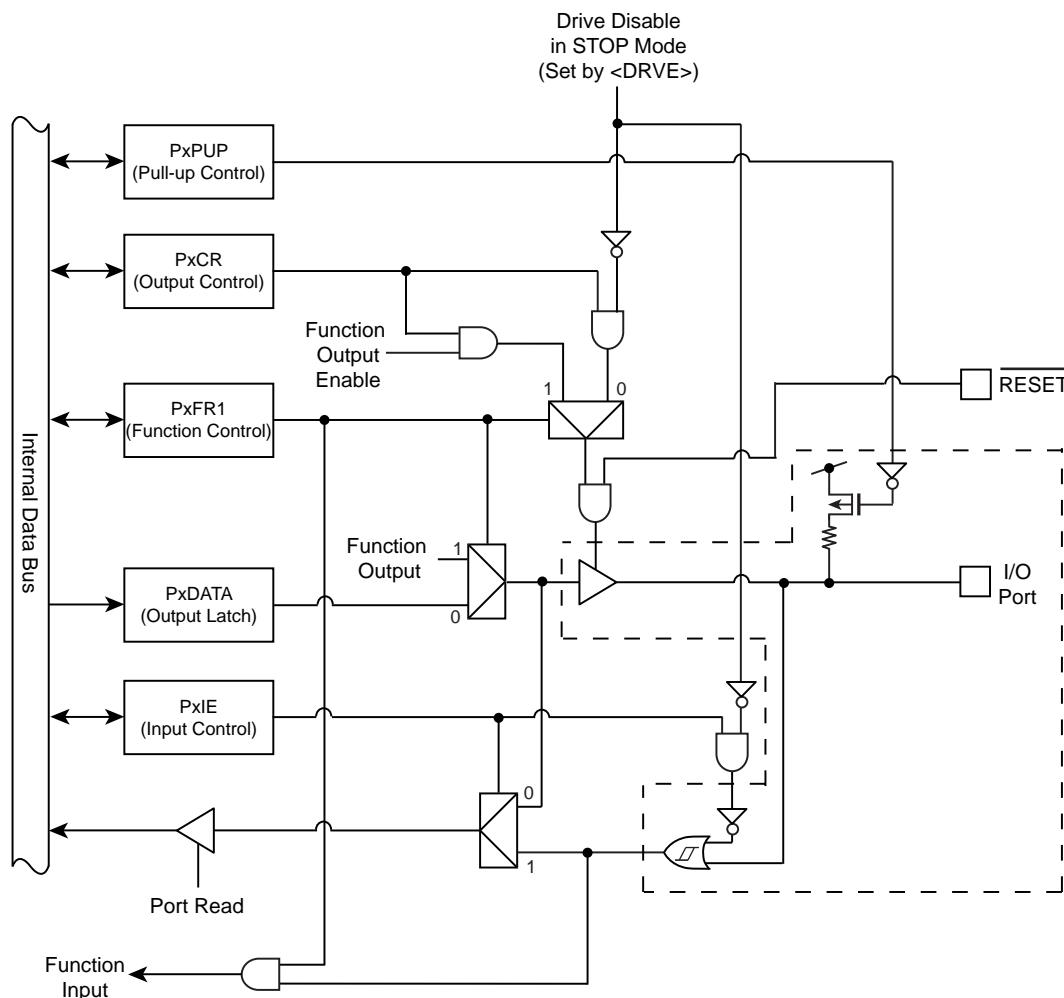 Drive Disable
in STOP Mode
(Set by <DRVE>)
PxPUP
(Pull-up Control)
PxCR
(Output Control)
Function
Output
Enable
1
0
RESET
PxFR1
(Function Control)
Internal Data Bus
Function
Output
1
0
I/O
Port
PxDATA
(Output Latch)
PxIE
(Input Control)
0
1
Port Read
Function
Input